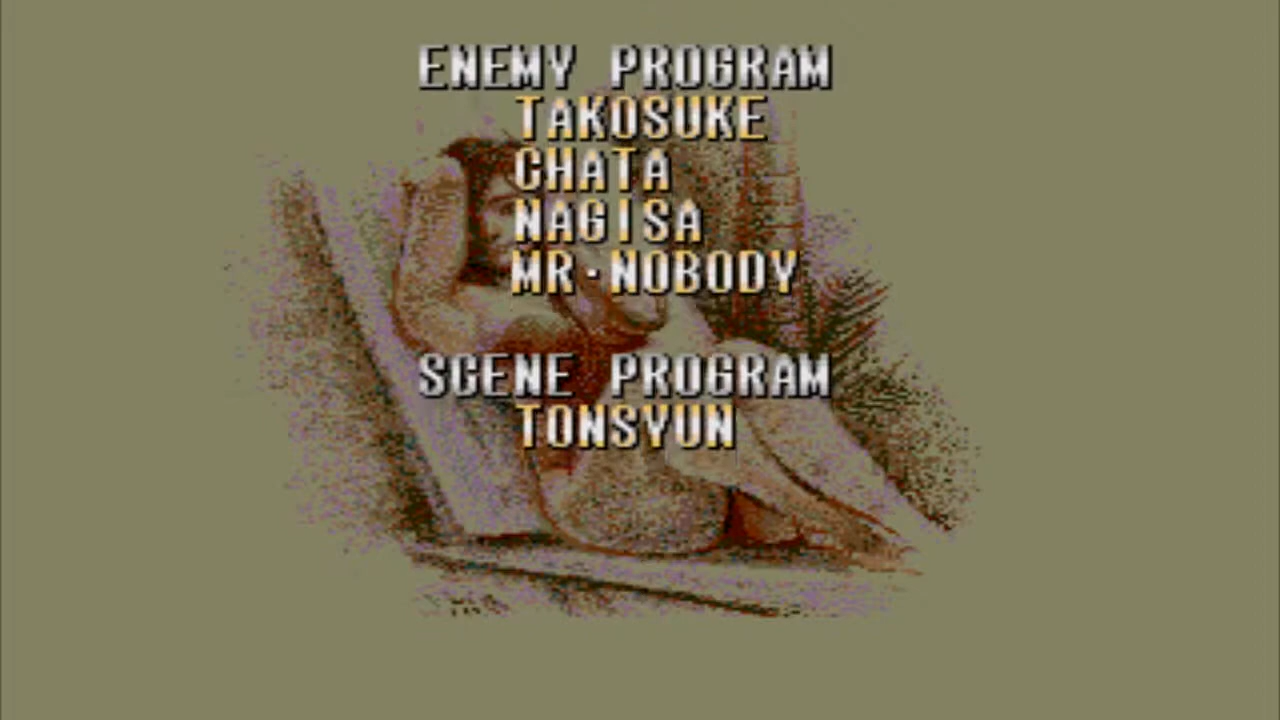 ENEMY PROGRAM
TAKOSUKE
CHATA
NAGISA
MR·NOBODY
SCENE PROGRAM
TONSYUN